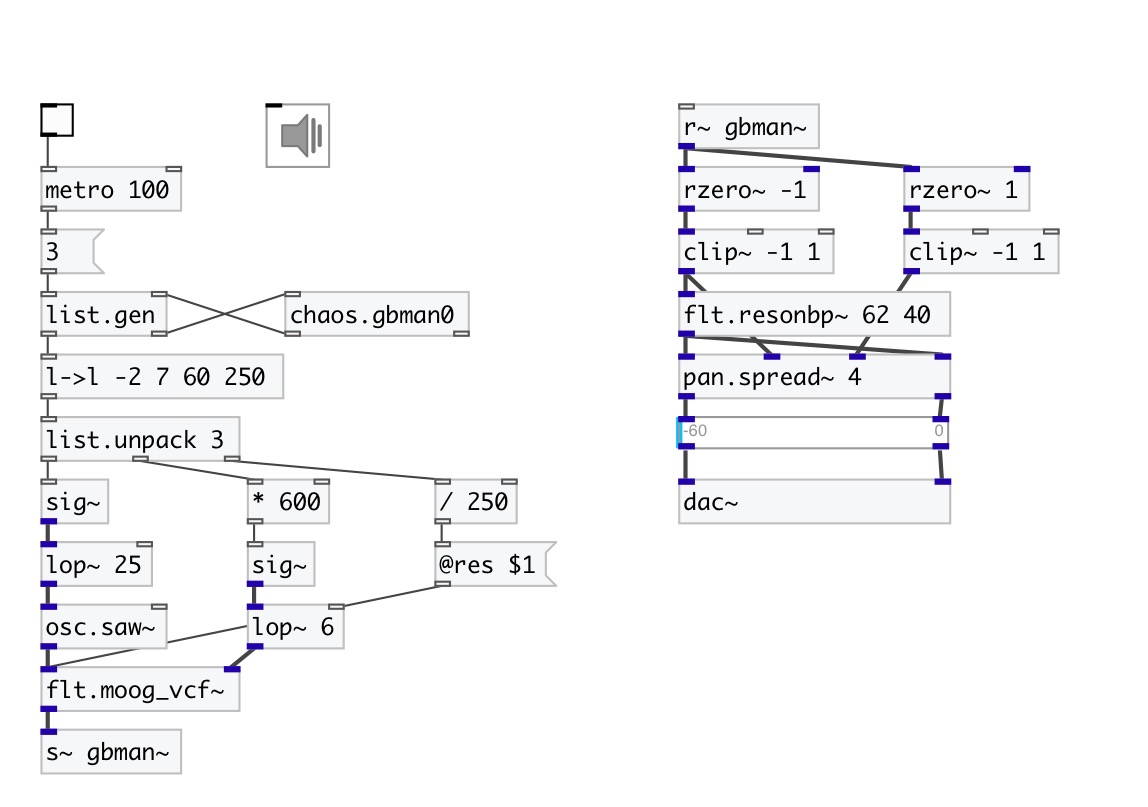 metro 100
3
list.gen
chaos.gbman0
l->l -2 7 60 250
list.unpack 3
sig~
* 600
/ 250
lop~ 25
sig~
@res $1
osc.saw~
lop~ 6
flt.moog_vcf~
s~ gbman~
r~ gbman~
rzero~ -1
rzero~ 1
clip~ -1 1
clip~ -1 1
flt.resonbp~ 62 40
pan.spread~ 4
-60 0
dac~